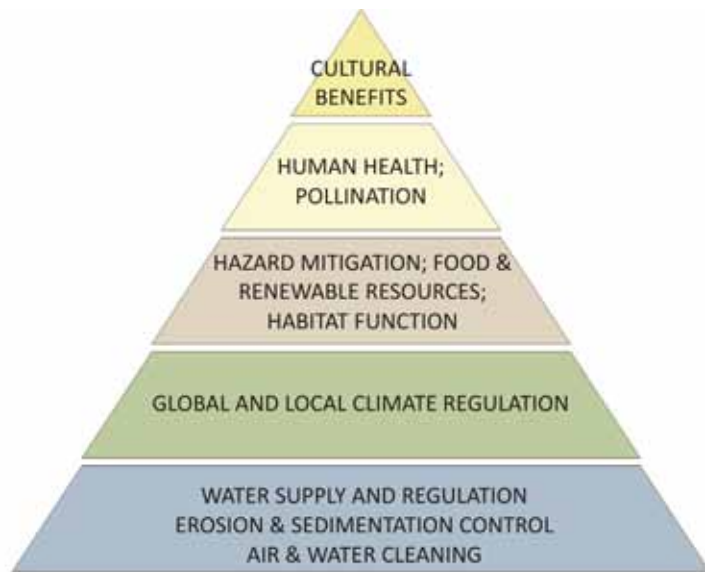 CULTURAL
BENEFITS
HUMAN HEALTH;
POLLINATION
HAZARD MITIGATION; FOOD &
RENEWABLE RESOURCES;
HABITAT FUNCTION
GLOBAL AND LOCAL CLIMATE REGULATION
WATER SUPPLY AND REGULATION
EROSION & SEDIMENTATION CONTROL
AIR & WATER CLEANING